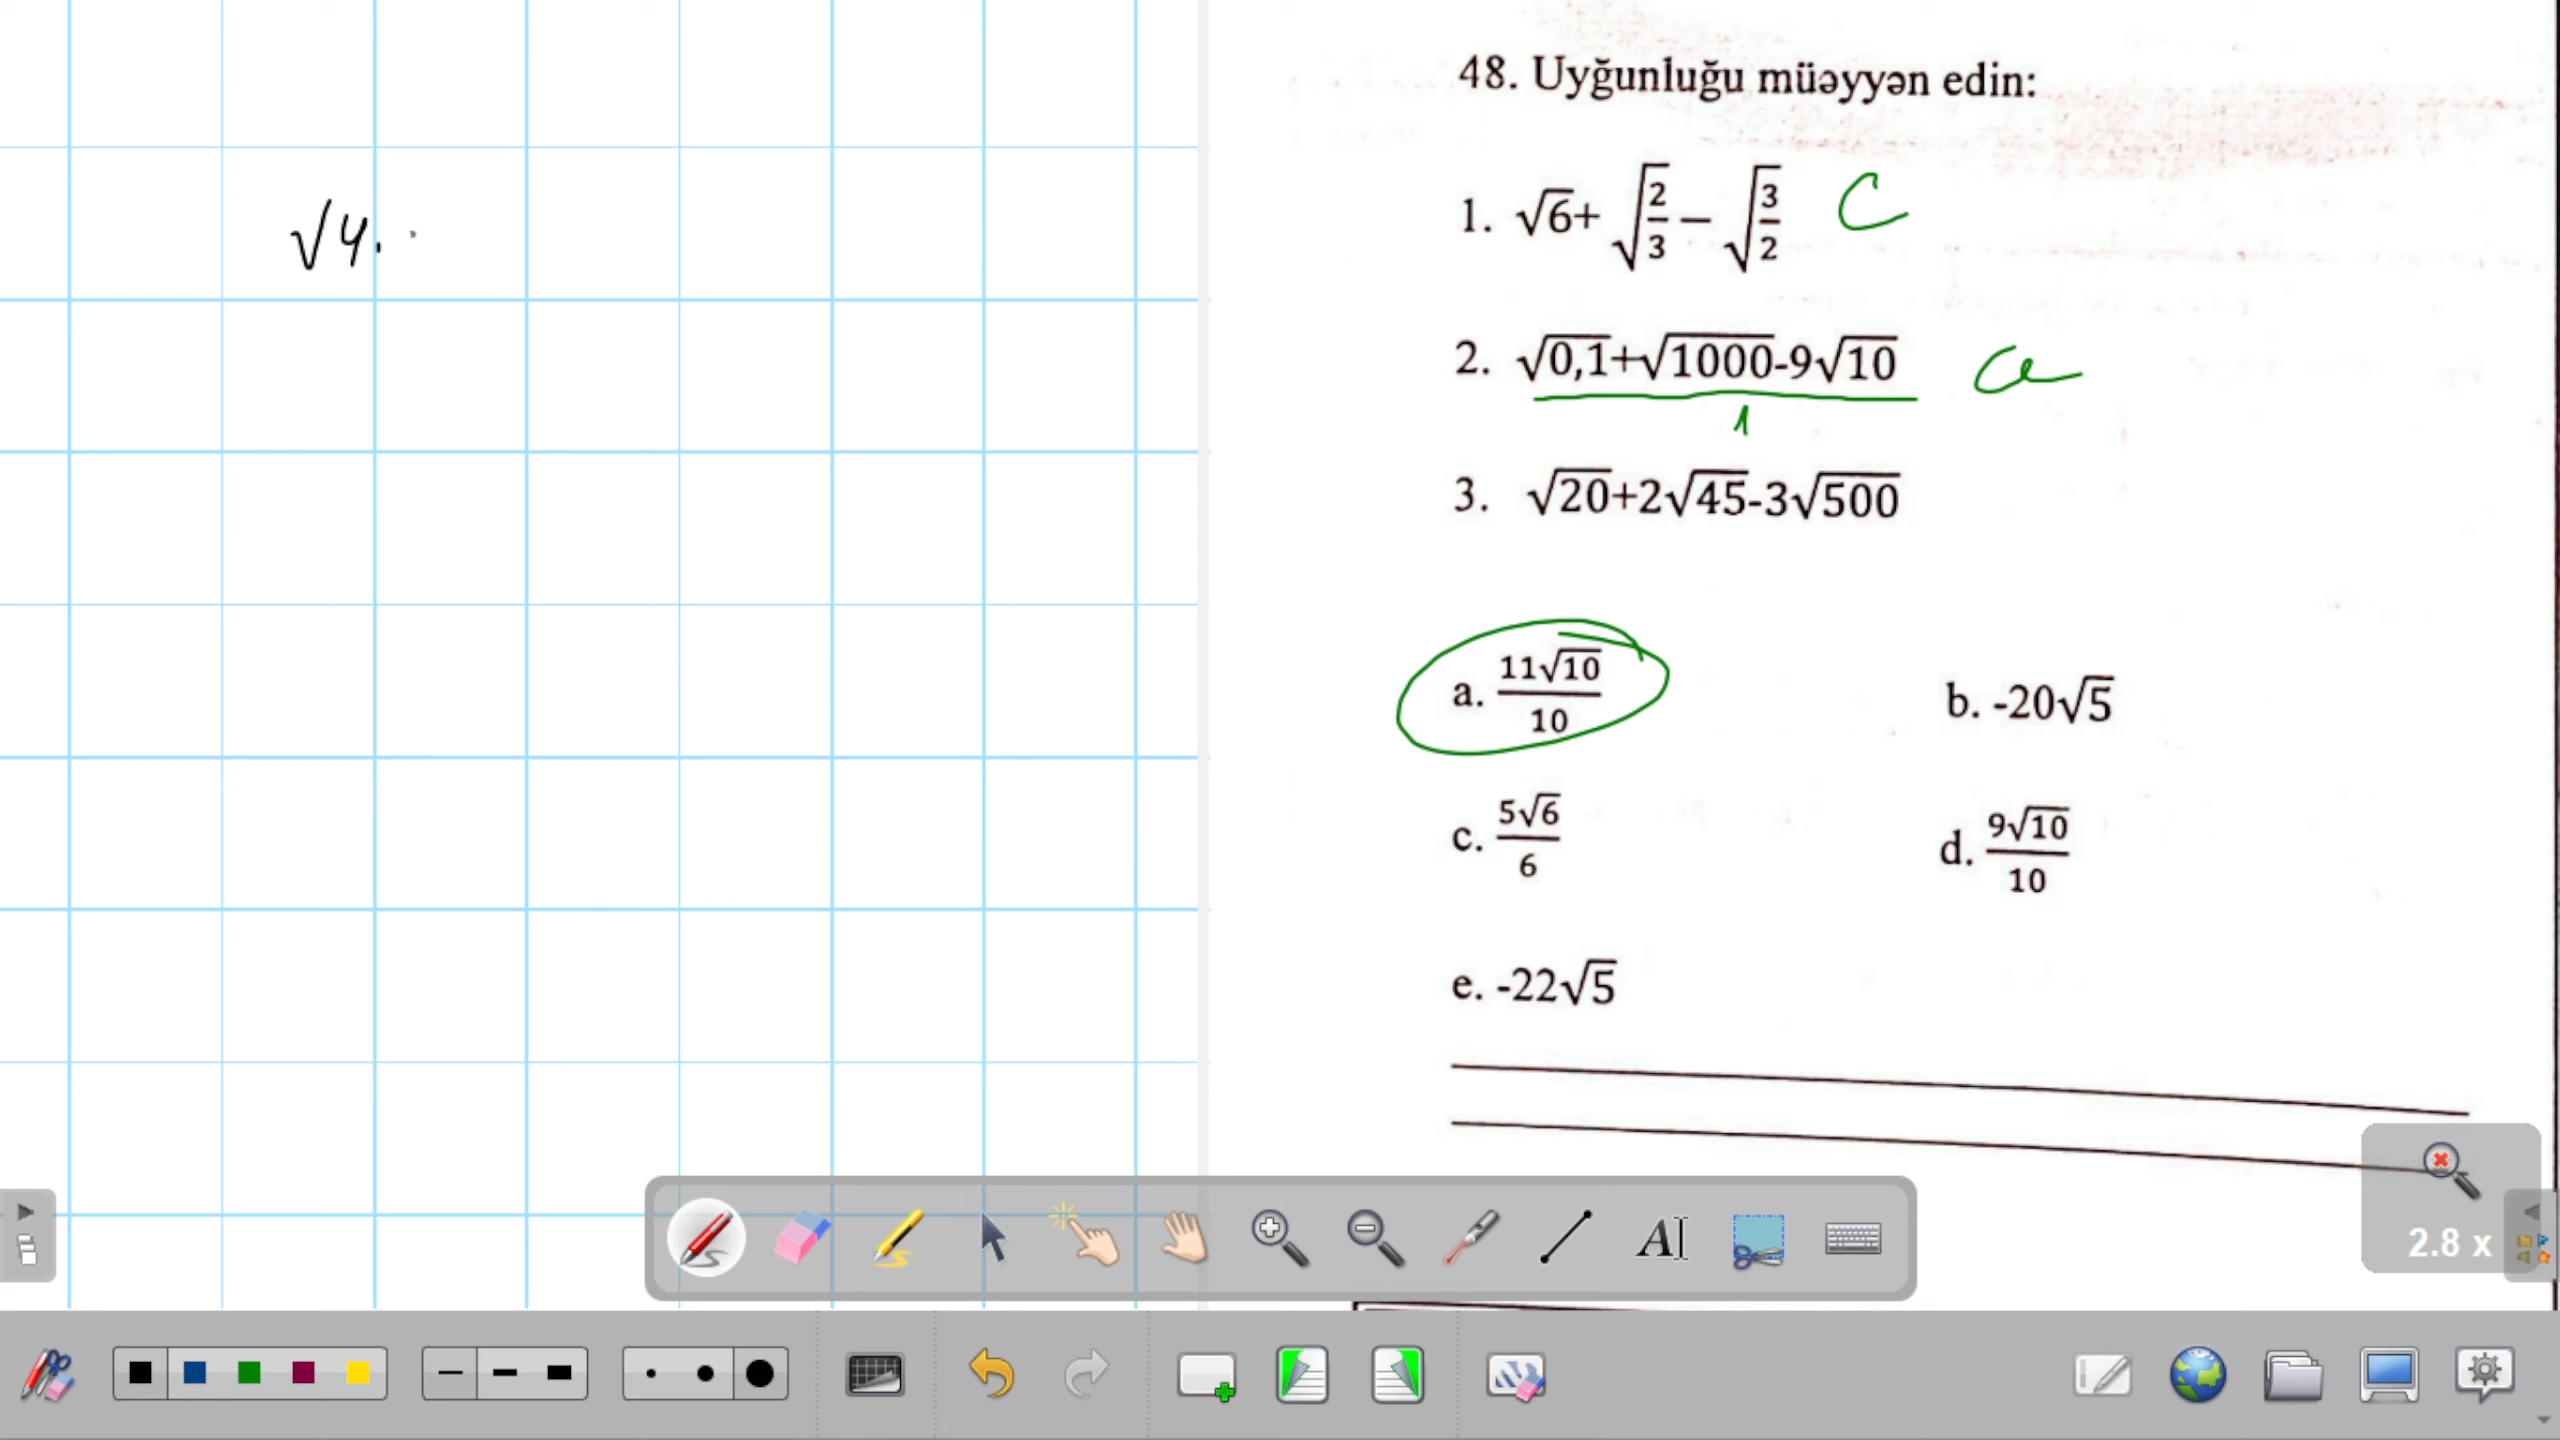 √4.
48. Uyğunluğu müəyyən edin:
1. √6+ √(2/3) − √(3/2) C
2. √0,1+√1000-9√10 a
1
3. √20+2√45-3√500
a. 11√10/10 b. -20√5
c. 5√6/6 d. 9√10/10
e. -22√5
2.8 x